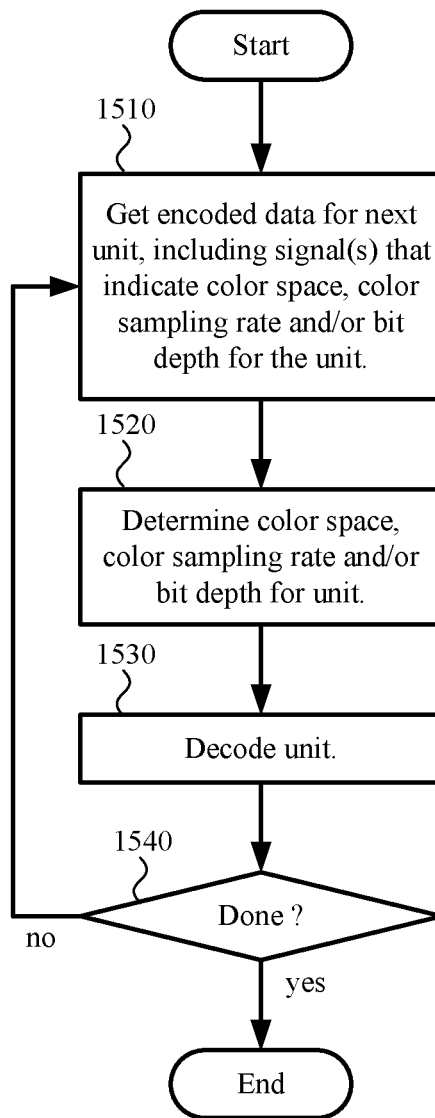 Start
1510
Get encoded data for next
unit, including signal(s) that
indicate color space, color
sampling rate and/or bit
depth for the unit.
1520
Determine color space,
color sampling rate and/or
bit depth for unit.
1530
Decode unit.
1540
Done ?
no
yes
End